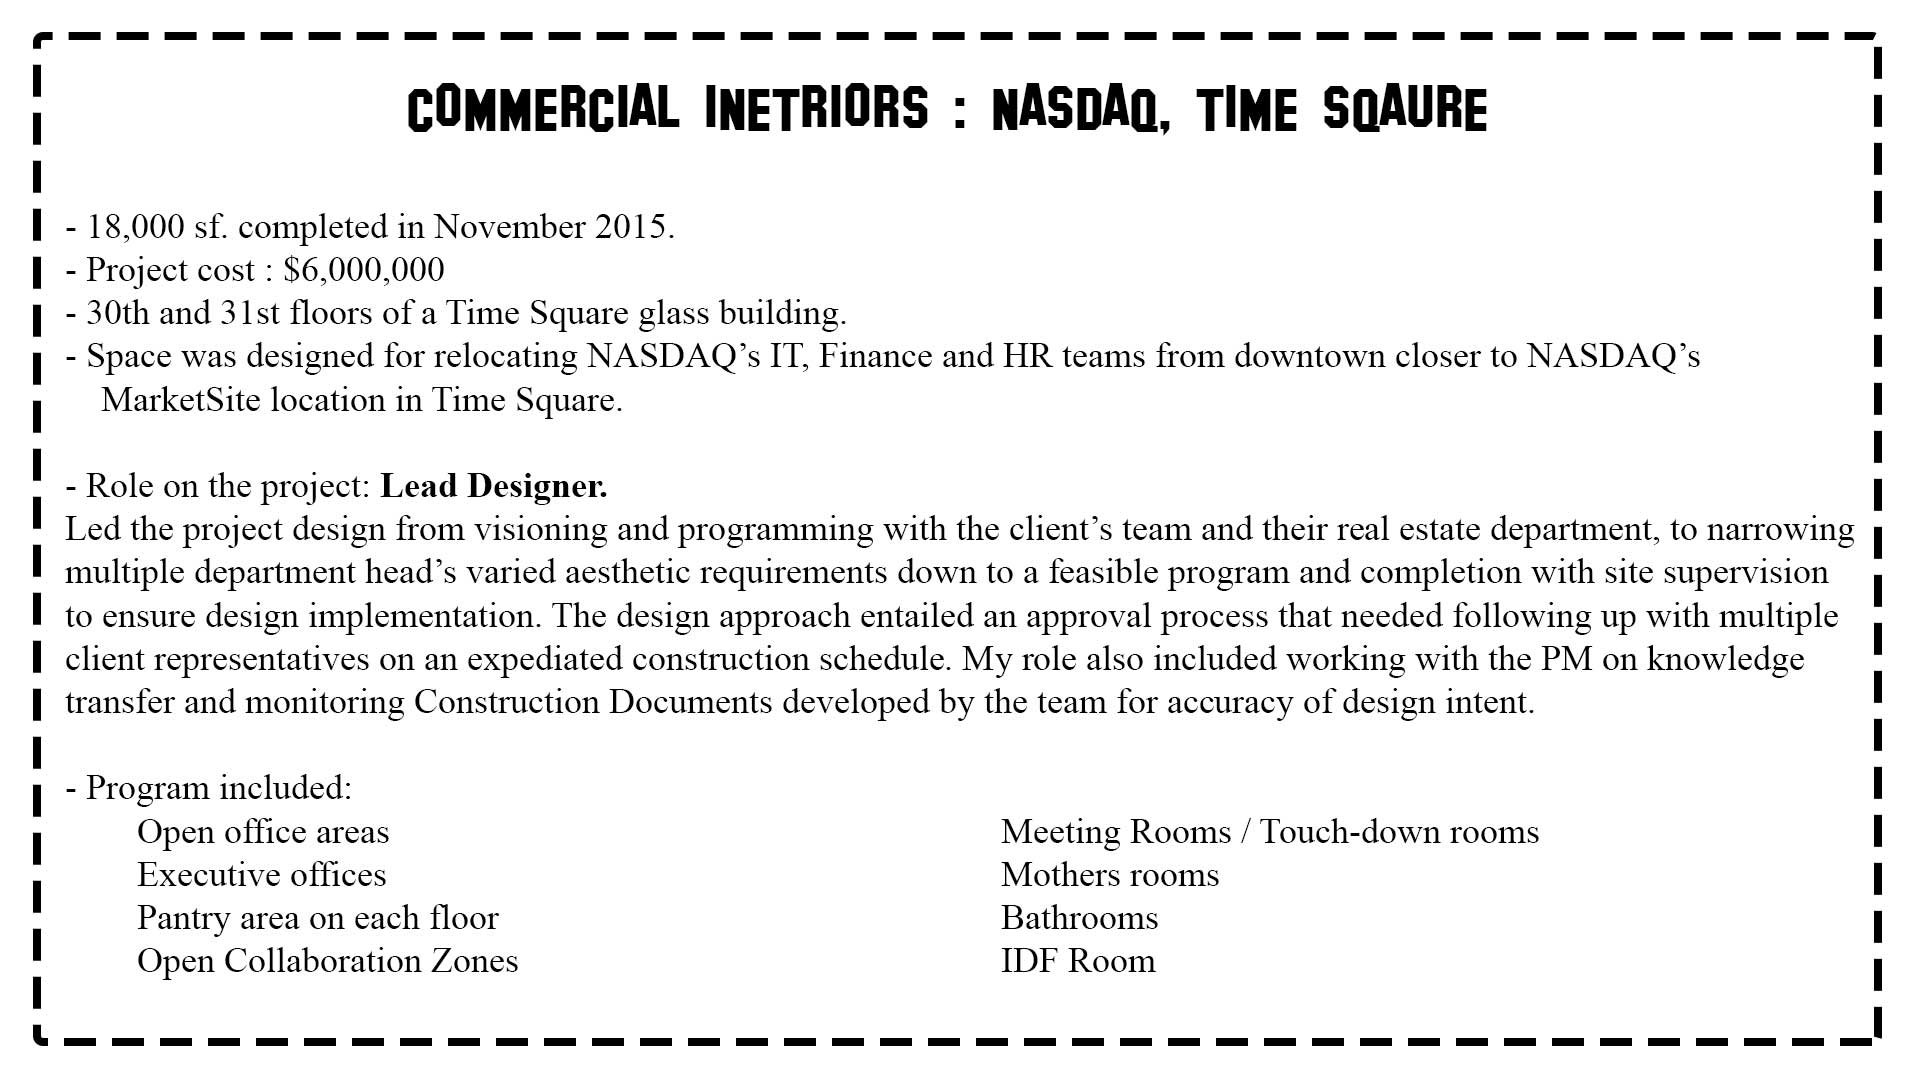 COMMERCIAL INETRIORS : NASDAQ, TIME SQAURE
- 18,000 sf. completed in November 2015.
- Project cost : $6,000,000
- 30th and 31st floors of a Time Square glass building.
- Space was designed for relocating NASDAQ’s IT, Finance and HR teams from downtown closer to NASDAQ’s
MarketSite location in Time Square.
- Role on the project: Lead Designer.
Led the project design from visioning and programming with the client’s team and their real estate department, to narrowing
multiple department head’s varied aesthetic requirements down to a feasible program and completion with site supervision
to ensure design implementation. The design approach entailed an approval process that needed following up with multiple
client representatives on an expediated construction schedule. My role also included working with the PM on knowledge
transfer and monitoring Construction Documents developed by the team for accuracy of design intent.
- Program included:
Open office areas
Executive offices
Pantry area on each floor
Open Collaboration Zones
Meeting Rooms / Touch-down rooms
Mothers rooms
Bathrooms
IDF Room